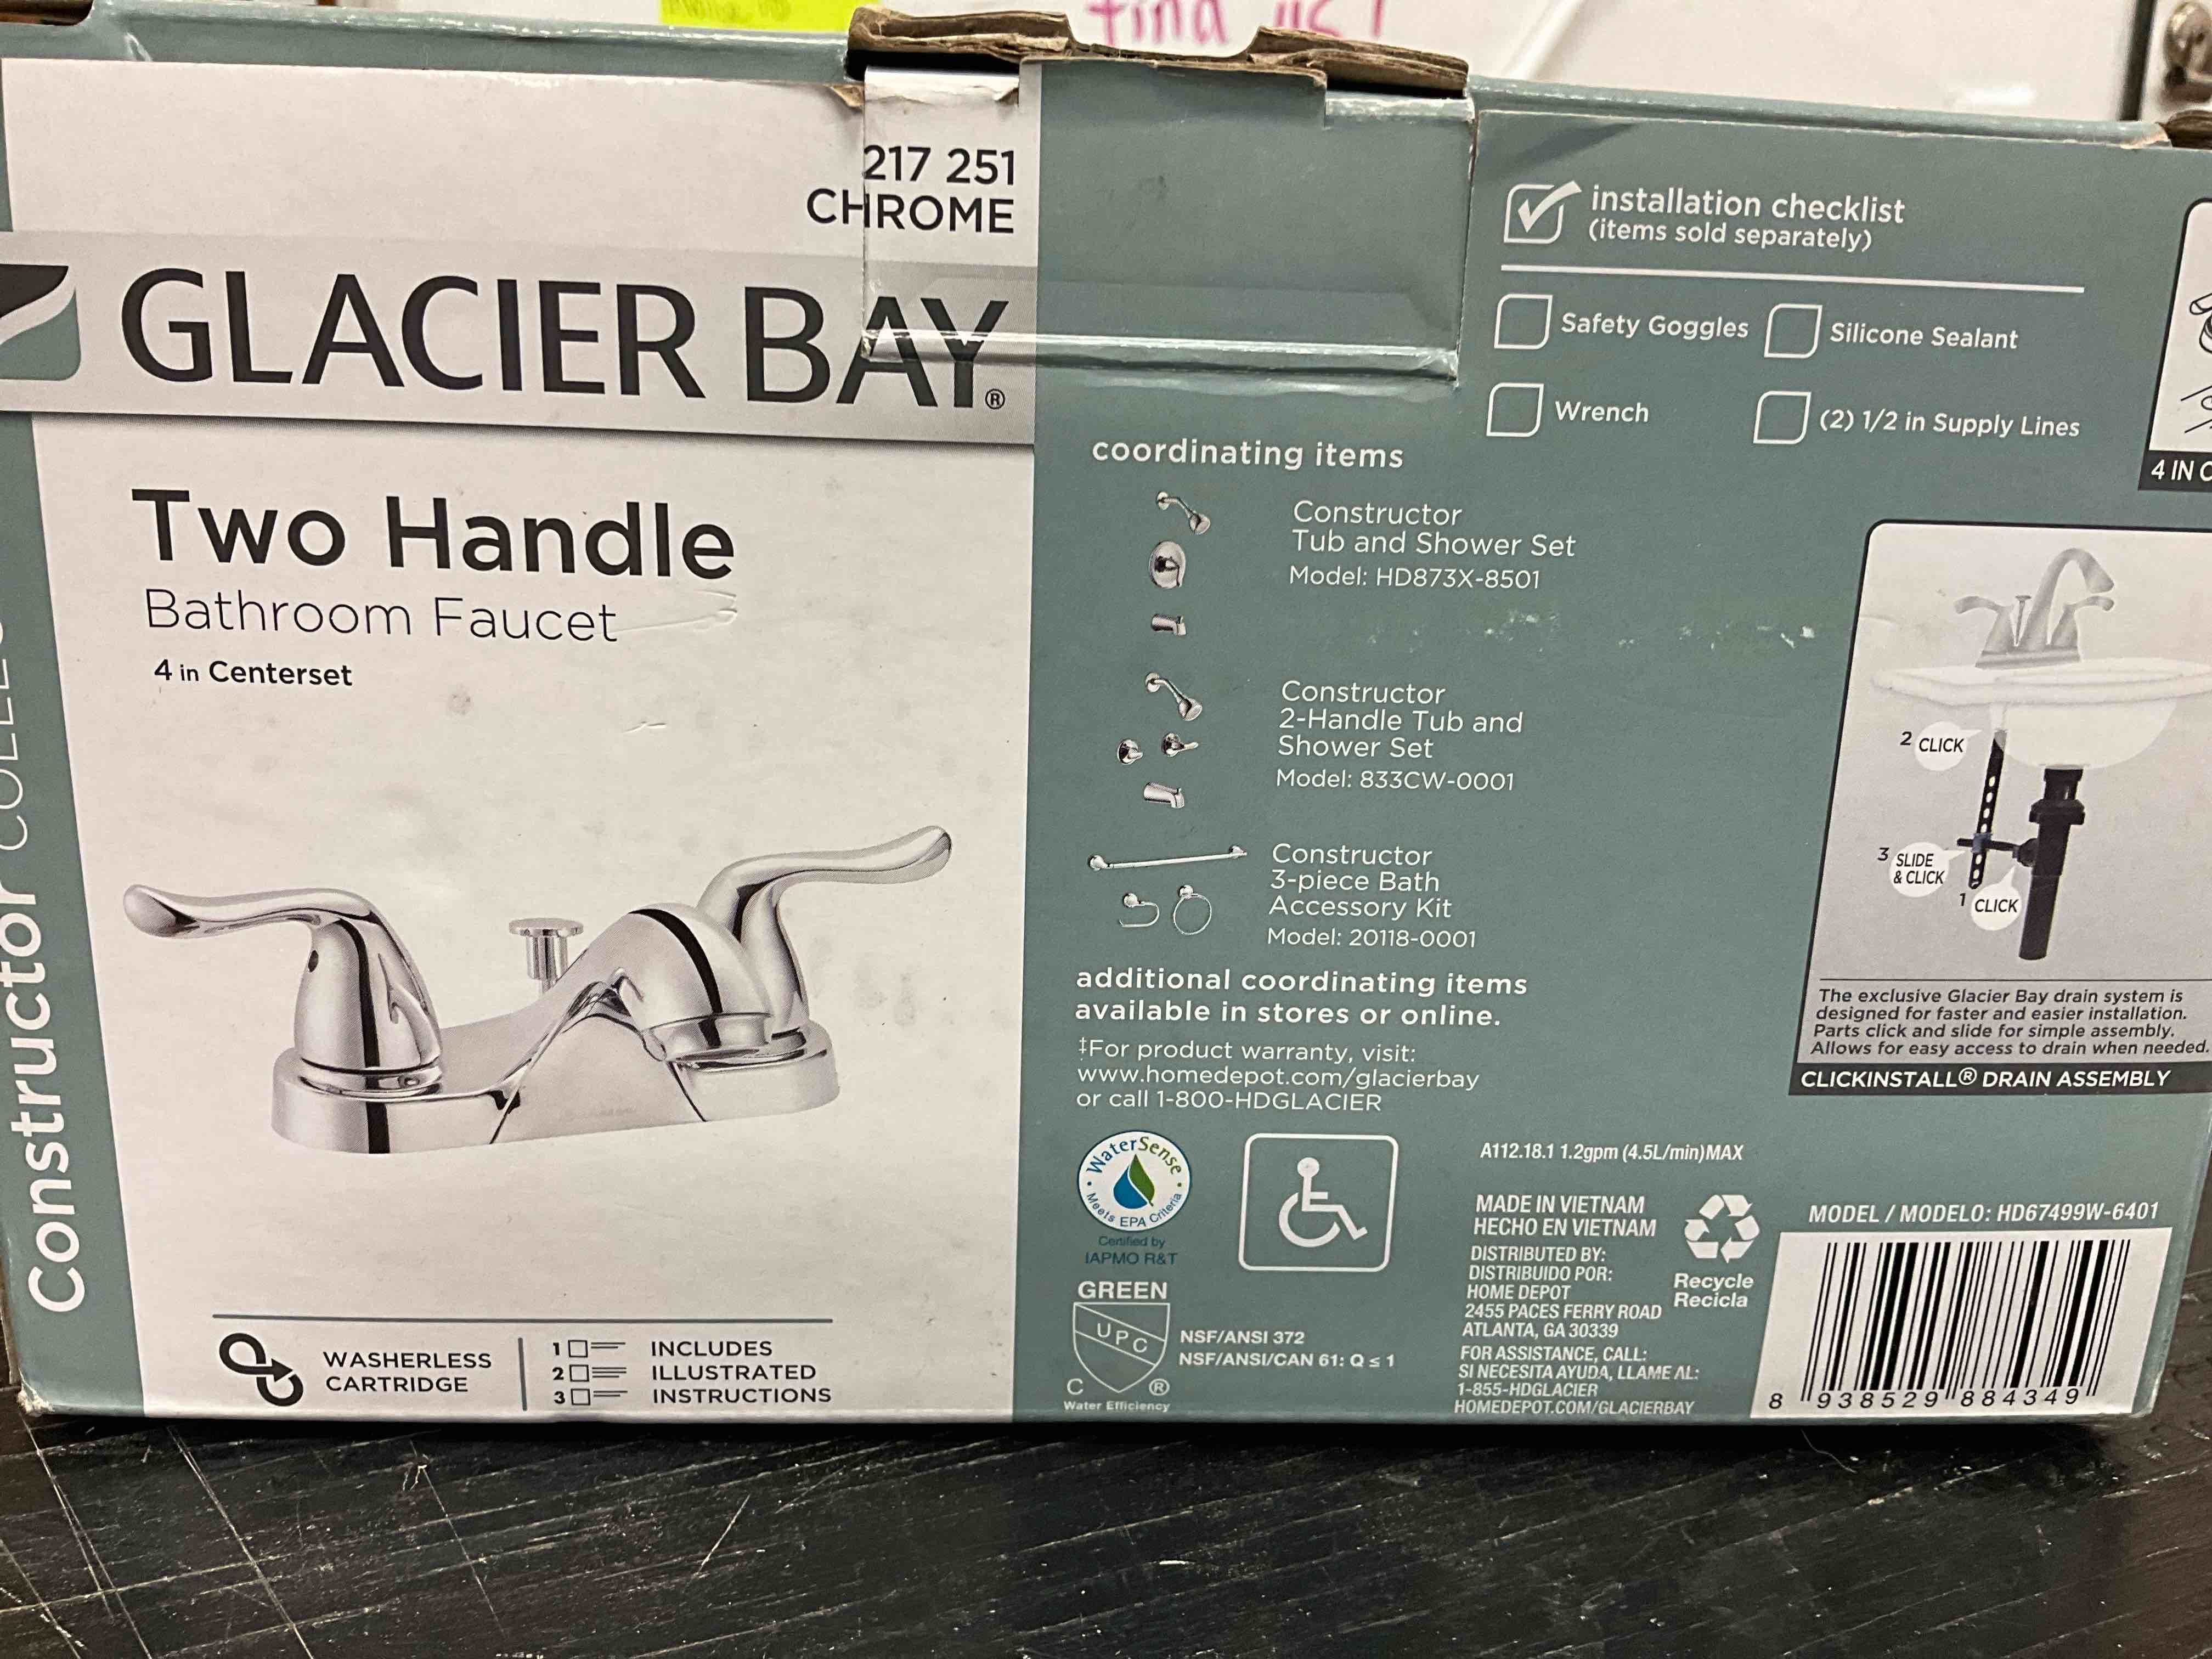 find us!
217 251
CHROME
GLACIER BAY®
Two Handle
Bathroom Faucet
4 in Centerset
Constructor
WASHERLESS
CARTRIDGE
1
2
3
INCLUDES
ILLUSTRATED
INSTRUCTIONS
installation checklist
(items sold separately)
Safety Goggles
Silicone Sealant
Wrench
(2) 1/2 in Supply Lines
coordinating items
Constructor
Tub and Shower Set
Model: HD873X-8501
Constructor
2-Handle Tub and
Shower Set
Model: 833CW-0001
Constructor
3-piece Bath
Accessory Kit
Model: 20118-0001
additional coordinating items
available in stores or online.
‡For product warranty, visit:
www.homedepot.com/glacierbay
or call 1-800-HDGLACIER
WaterSense
Meets EPA Criteria
Certified by
IAPMO R&T
GREEN
UPC
C ®
Water Efficiency
NSF/ANSI 372
NSF/ANSI/CAN 61: Q ≤ 1
4 IN
2 CLICK
3 SLIDE
& CLICK
1 CLICK
The exclusive Glacier Bay drain system is
designed for faster and easier installation.
Parts click and slide for simple assembly.
Allows for easy access to drain when needed.
CLICKINSTALL® DRAIN ASSEMBLY
A112.18.1 1.2gpm (4.5L/min)MAX
MADE IN VIETNAM
HECHO EN VIETNAM
DISTRIBUTED BY:
DISTRIBUIDO POR:
HOME DEPOT
2455 PACES FERRY ROAD
ATLANTA, GA 30339
FOR ASSISTANCE, CALL:
SI NECESITA AYUDA, LLAME AL:
1-855-HDGLACIER
HOMEDEPOT.COM/GLACIERBAY
Recycle
Recicla
MODEL / MODELO: HD67499W-6401
8 938529 884349